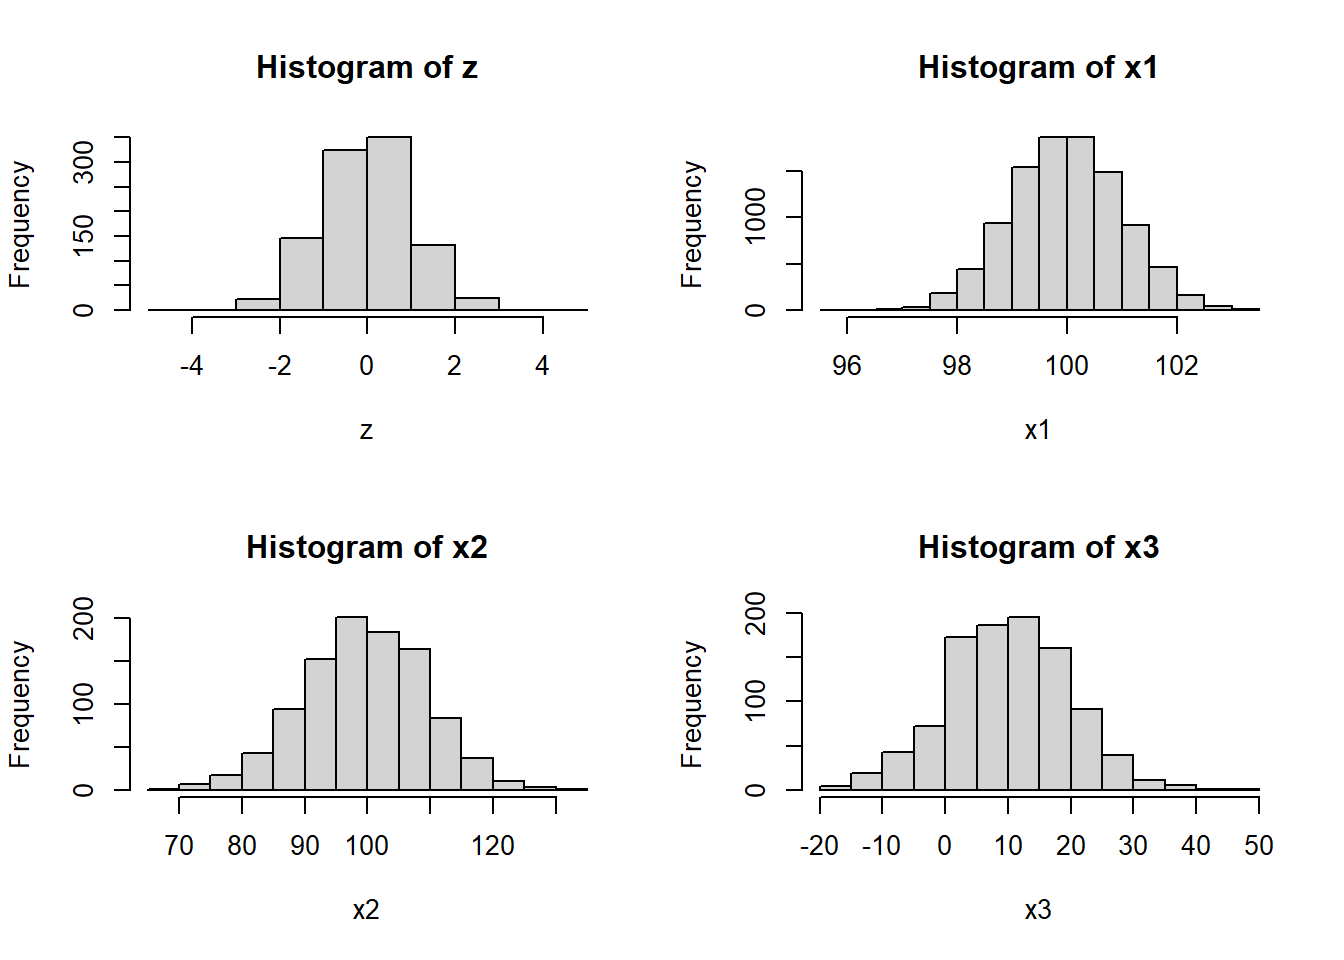 Histogram of z
Frequency
300
150
0
-4 -2 0 2 4
z
Histogram of x1
Frequency
1000
0
96 98 100 102
x1
Histogram of x2
Frequency
200
100
0
70 80 90 100 120
x2
Histogram of x3
Frequency
200
100
0
-20 -10 0 10 20 30 40 50
x3